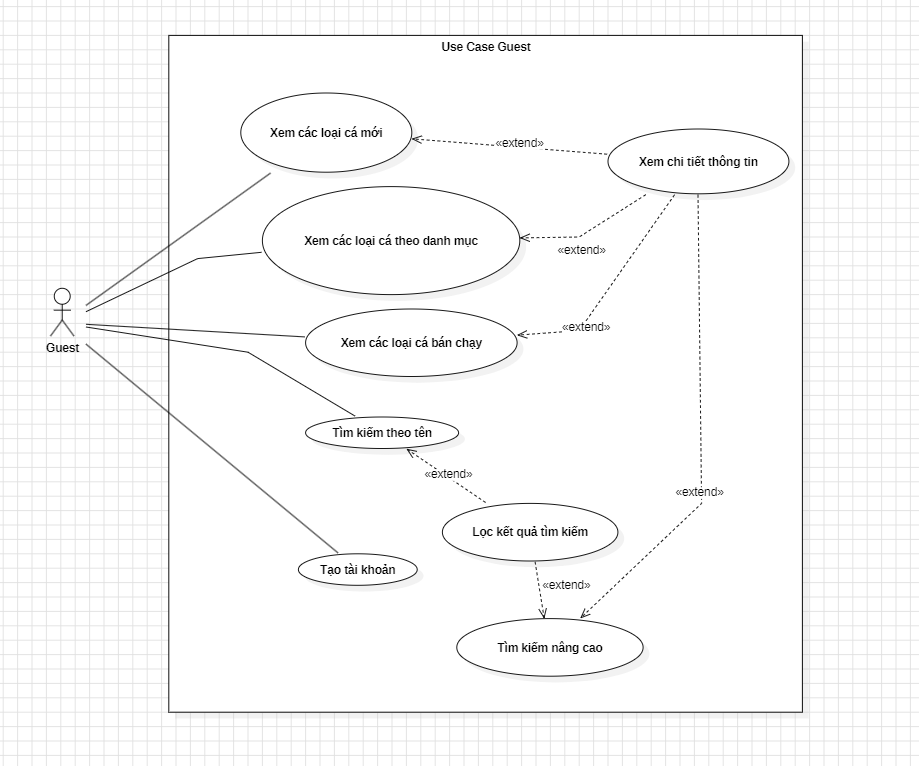 Use Case Guest
Xem các loại cá mới
«extend»
Xem chi tiết thông tin
Xem các loại cá theo danh mục
«extend»
Guest
Xem các loại cá bán chạy
«extend»
Tìm kiếm theo tên
«extend»
«extend»
Lọc kết quả tìm kiếm
Tạo tài khoản
«extend»
Tìm kiếm nâng cao